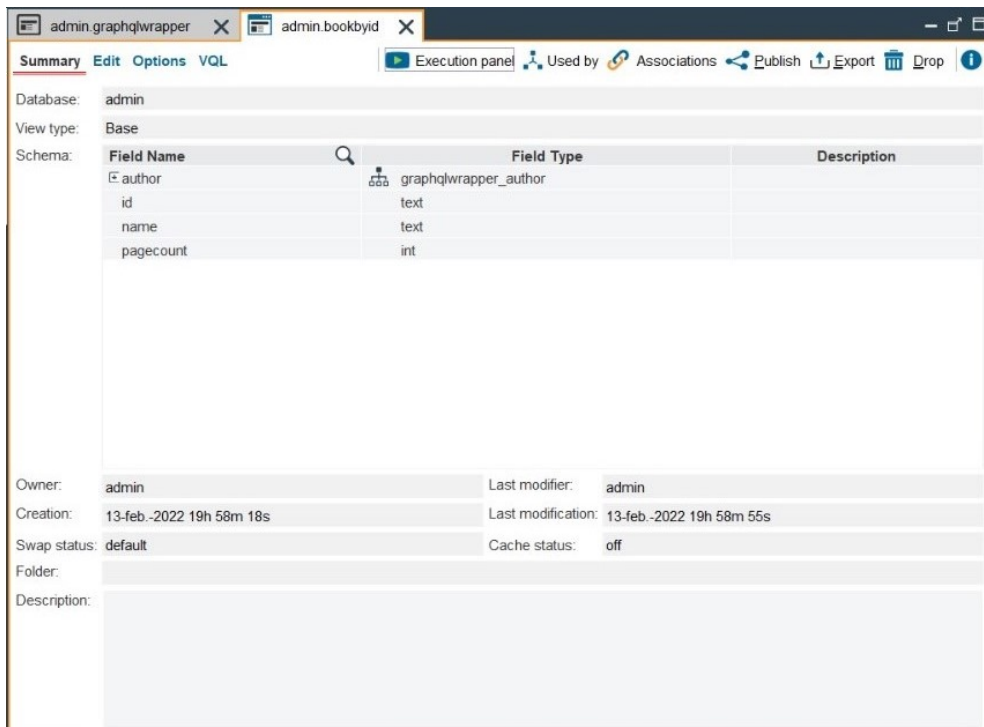 admin.graphqlwrapper admin.bookbyid
Summary Edit Options VQL Execution panel Used by Associations Publish Export Drop
Database: admin
View type: Base
Schema: Field Name Field Type Description
author graphqlwrapper_author
id text
name text
pagecount int
Owner: admin Last modifier: admin
Creation: 13-feb.-2022 19h 58m 18s Last modification: 13-feb.-2022 19h 58m 55s
Swap status: default Cache status: off
Folder:
Description: